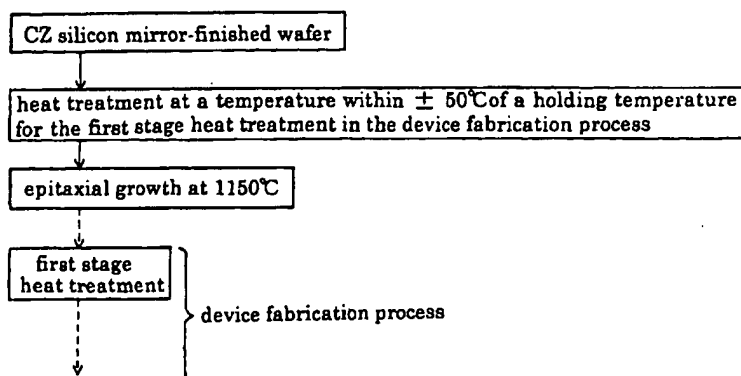 CZ silicon mirror-finished wafer
heat treatment at a temperature within ± 50℃of a holding temperature
for the first stage heat treatment in the device fabrication process
epitaxial growth at 1150℃
first stage
heat treatment
device fabrication process